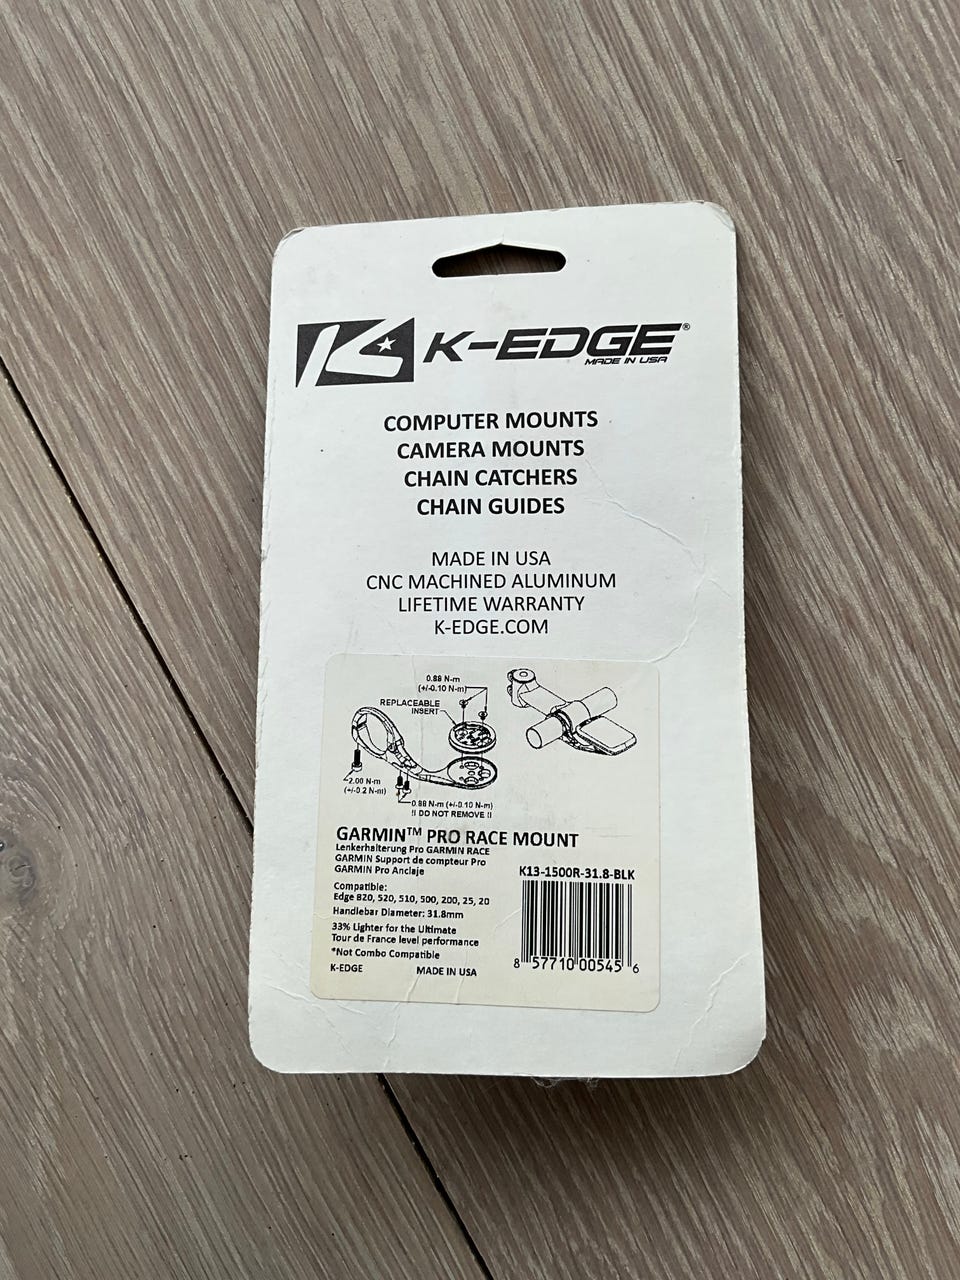 K-EDGE®
MADE IN USA
COMPUTER MOUNTS
CAMERA MOUNTS
CHAIN CATCHERS
CHAIN GUIDES
MADE IN USA
CNC MACHINED ALUMINUM
LIFETIME WARRANTY
K-EDGE.COM
0.88 N-m
(+/-0.10 N-m)
REPLACEABLE
INSERT
2.00 N-m
(+/-0.2 N-m)
0.88 N-m (+/-0.10 N-m)
!! DO NOT REMOVE !!
GARMIN™ PRO RACE MOUNT
Lenkerhalterung Pro GARMIN RACE
GARMIN Support de compteur Pro
GARMIN Pro Anclaje
K13-1500R-31.8-BLK
Compatible:
Edge 820, 520, 510, 500, 200, 25, 20
Handlebar Diameter: 31.8mm
33% Lighter for the Ultimate
Tour de France level performance
*Not Combo Compatible
K-EDGE MADE IN USA
8 57710 00545 6